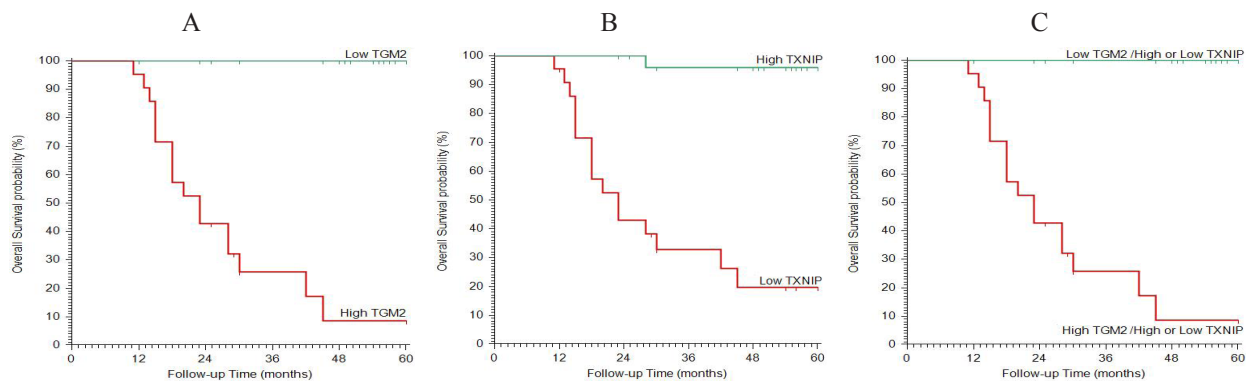 A
Low TGM2
100
90
80
70
60
50
40
30
20
10
0
High TGM2
0 12 24 36 48 60
Follow-up Time (months)
Overall Survival probability (%)
B
100
High TXNIP
90
80
70
60
50
40
30
20
10
0
Low TXNIP
0 12 24 36 48 60
Follow-up Time (months)
Overall Survival probability (%)
C
Low TGM2 /High or Low TXNIP
100
90
80
70
60
50
40
30
20
10
0
High TGM2 /High or Low TXNIP
0 12 24 36 48 60
Follow-up Time (months)
Overall Survival probability (%)